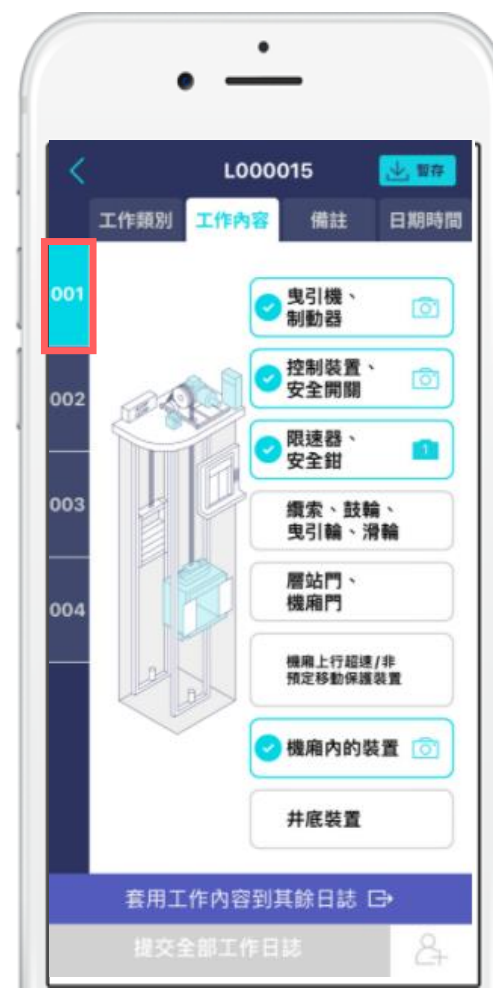 L000015
暫存
工作類別 工作內容 備註 日期時間
001
002
003
004
曳引機、
制動器
控制裝置、
安全開關
限速器、
安全鉗
1
纜索、鼓輪、
曳引輪、滑輪
層站門、
機廂門
機廂上行超速/非
預定移動保護裝置
機廂內的裝置
井底裝置
套用工作內容到其餘日誌
提交全部工作日誌